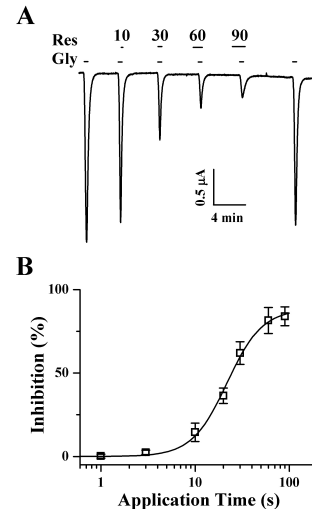 A
Res 10 30 60 90
Gly
0.5 μA
4 min
B
100
50
0
Inhibition (%)
1 10 100
Application Time (s)